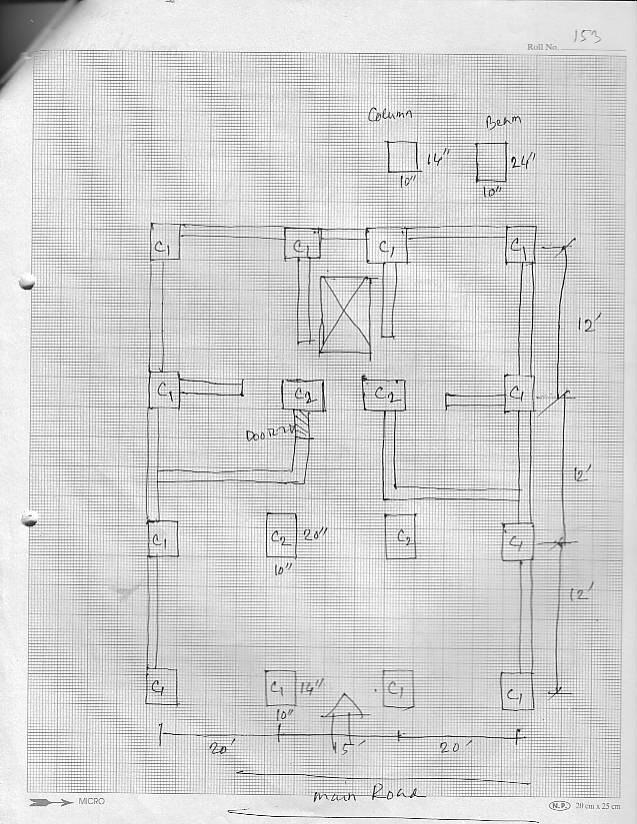 153
Roll No.
Column
Beam
14"
24"
10"
10"
C1 C1 C1 C1
12'
C1 C2 C2 C1
DOOR
12'
C1 C2 20" C2 C1
10"
12'
C1 C1 14" C1 C1
10"
20' 15' 20'
main Road
MICRO
N.P. 20 cm x 25 cm